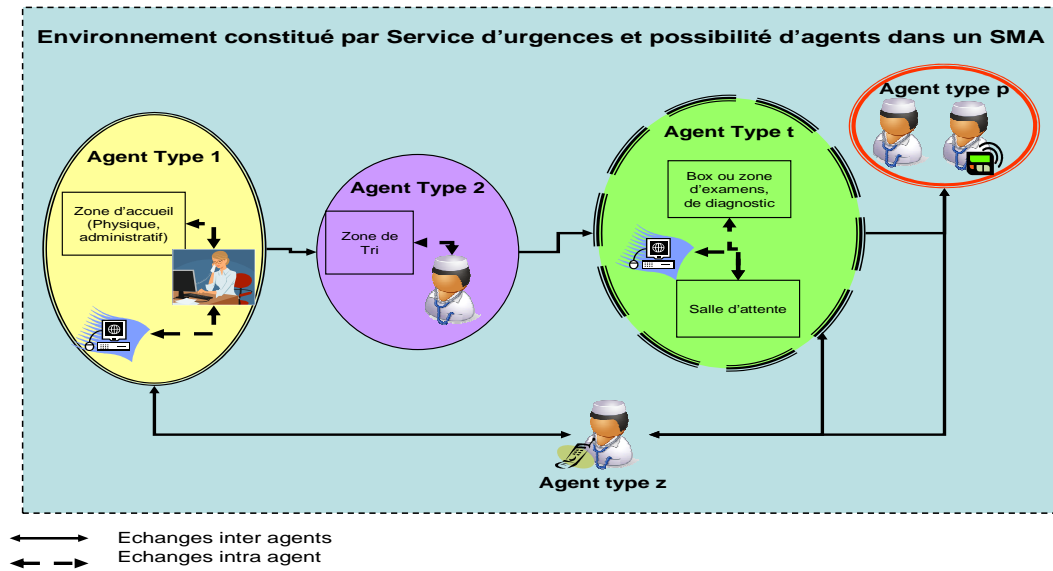 Environnement constitué par Service d'urgences et possibilité d'agents dans un SMA
Agent type p
Agent Type 1
Zone d'accueil
(Physique,
administratif)
Agent Type 2
Zone de
Tri
Agent Type t
Box ou zone
d'examens,
de diagnostic
Salle d'attente
Agent type z
Echanges inter agents
Echanges intra agent